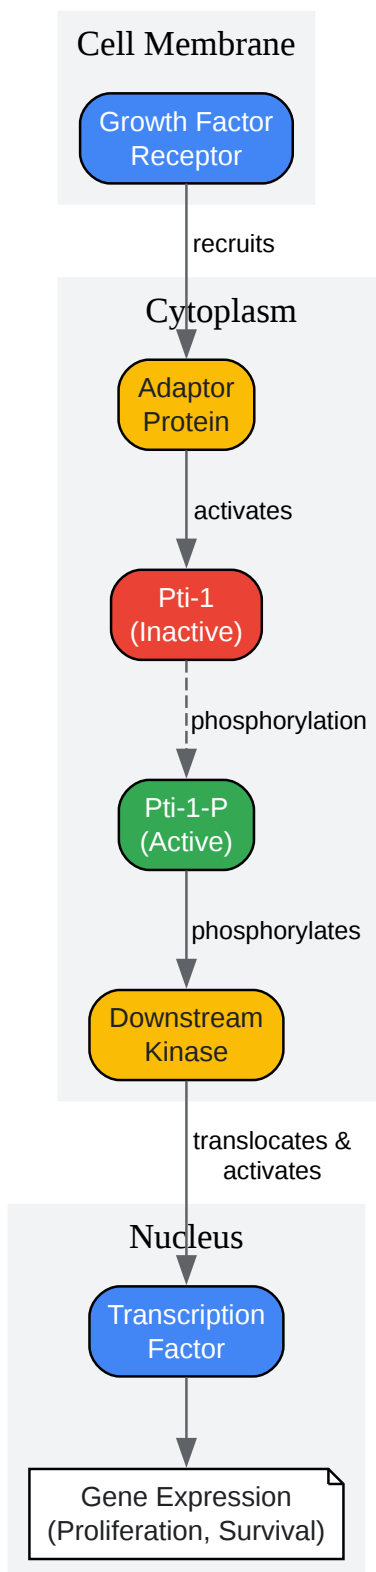 Cell Membrane
Growth Factor
Receptor
recruits
Cytoplasm
Adaptor
Protein
activates
Pti-1
(Inactive)
phosphorylation
Pti-1-P
(Active)
phosphorylates
Downstream
Kinase
translocates &
activates
Nucleus
Transcription
Factor
Gene Expression
(Proliferation, Survival)